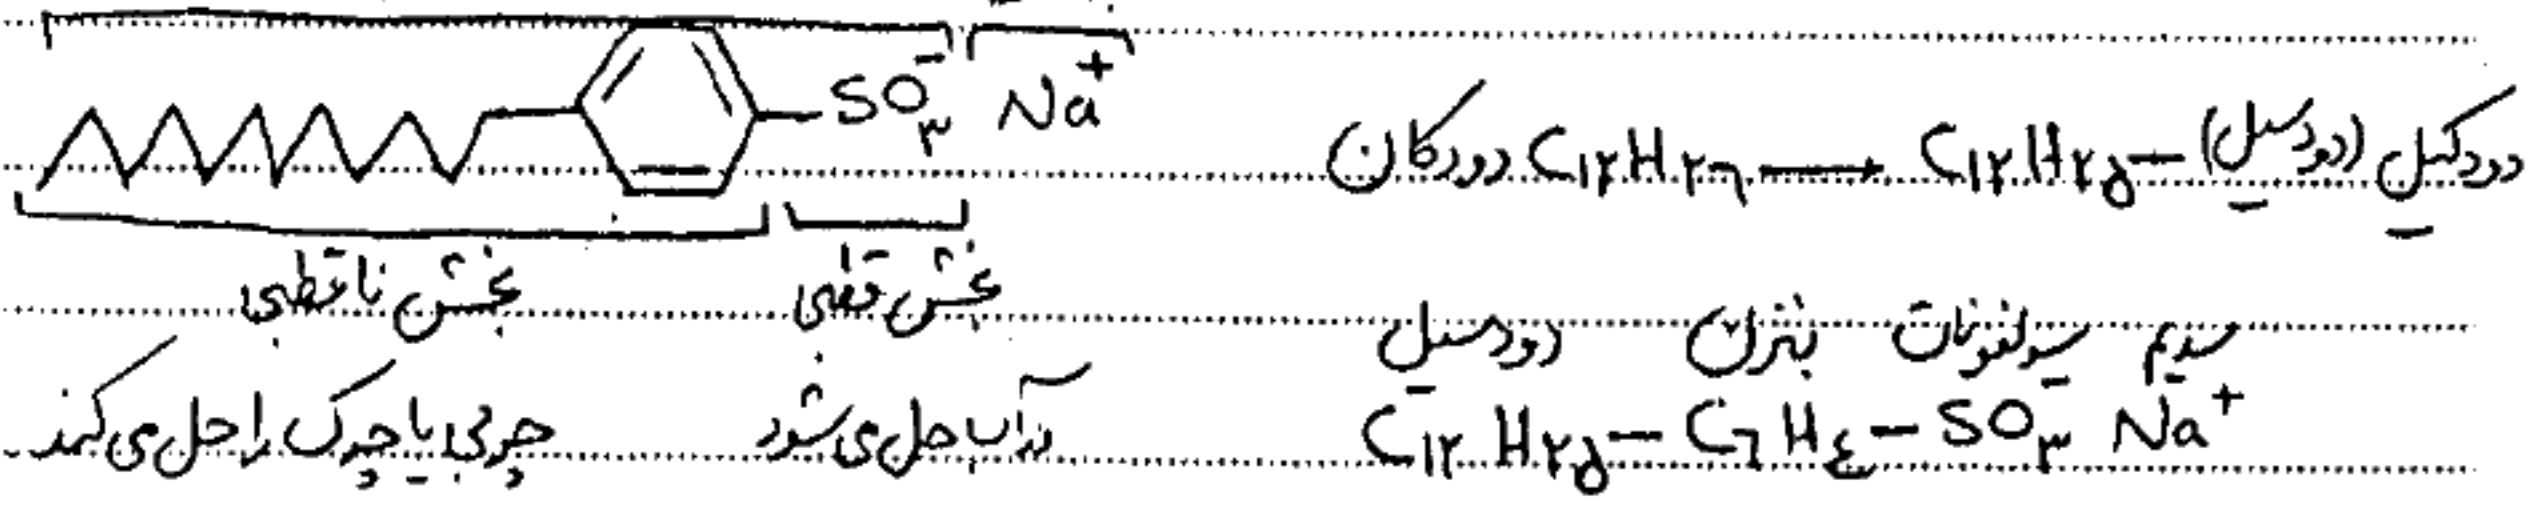 SO₃⁻ Na⁺
دودکان C₁₂H₂₆ ⟶ C₁₂H₂₅— (دودسیل) دودکیل
بخش ناقطبی بخش قطبی
سدیم سولفونات بنزن دودسیل
چربی یا چرک را حل می‌کند در آب حل می‌شود
C₁₂H₂₅—C₆H₄—SO₃⁻ Na⁺